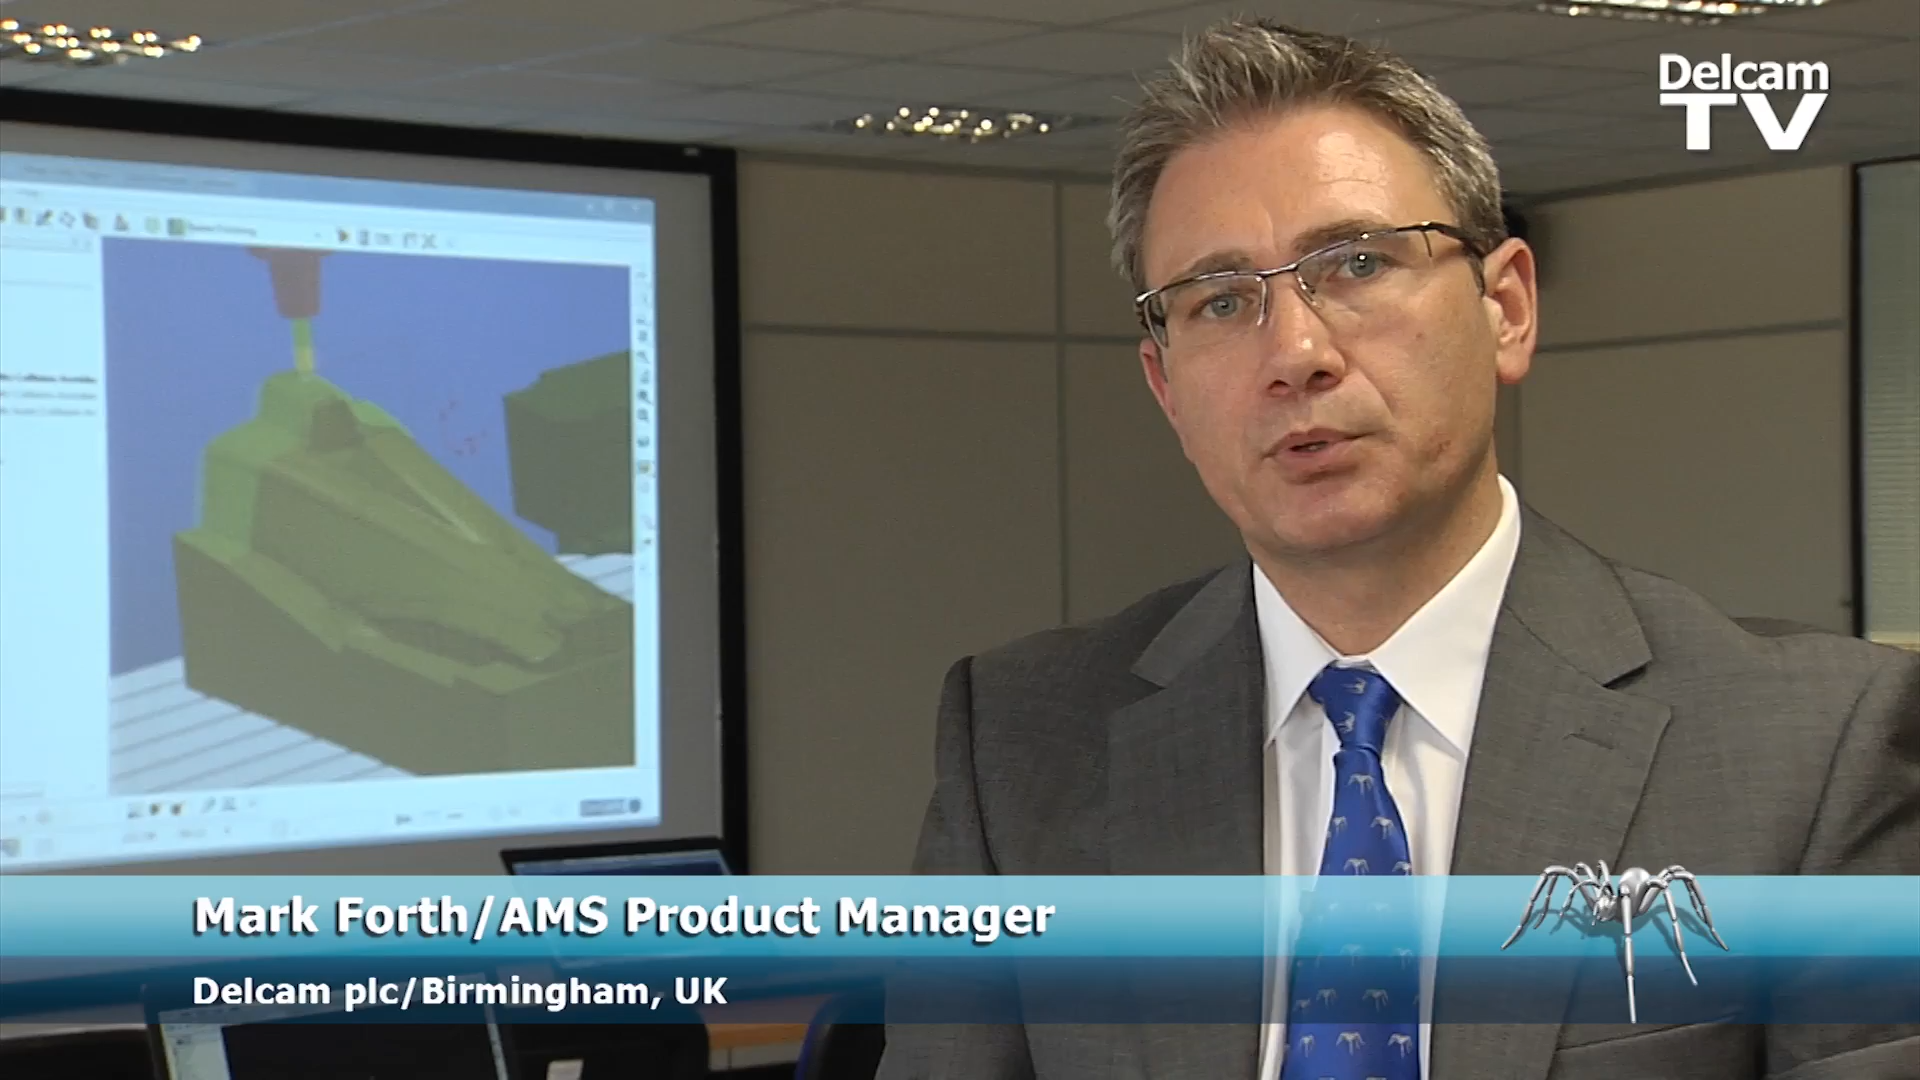 Delcam
TV
Mark Forth/AMS Product Manager
Delcam plc/Birmingham, UK